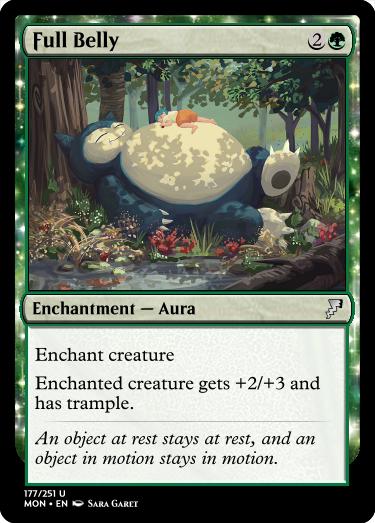 Full Belly 2
Enchantment — Aura
Enchant creature
Enchanted creature gets +2/+3 and
has trample.
An object at rest stays at rest, and an
object in motion stays in motion.
177/251 U
MON • EN Sara Garet